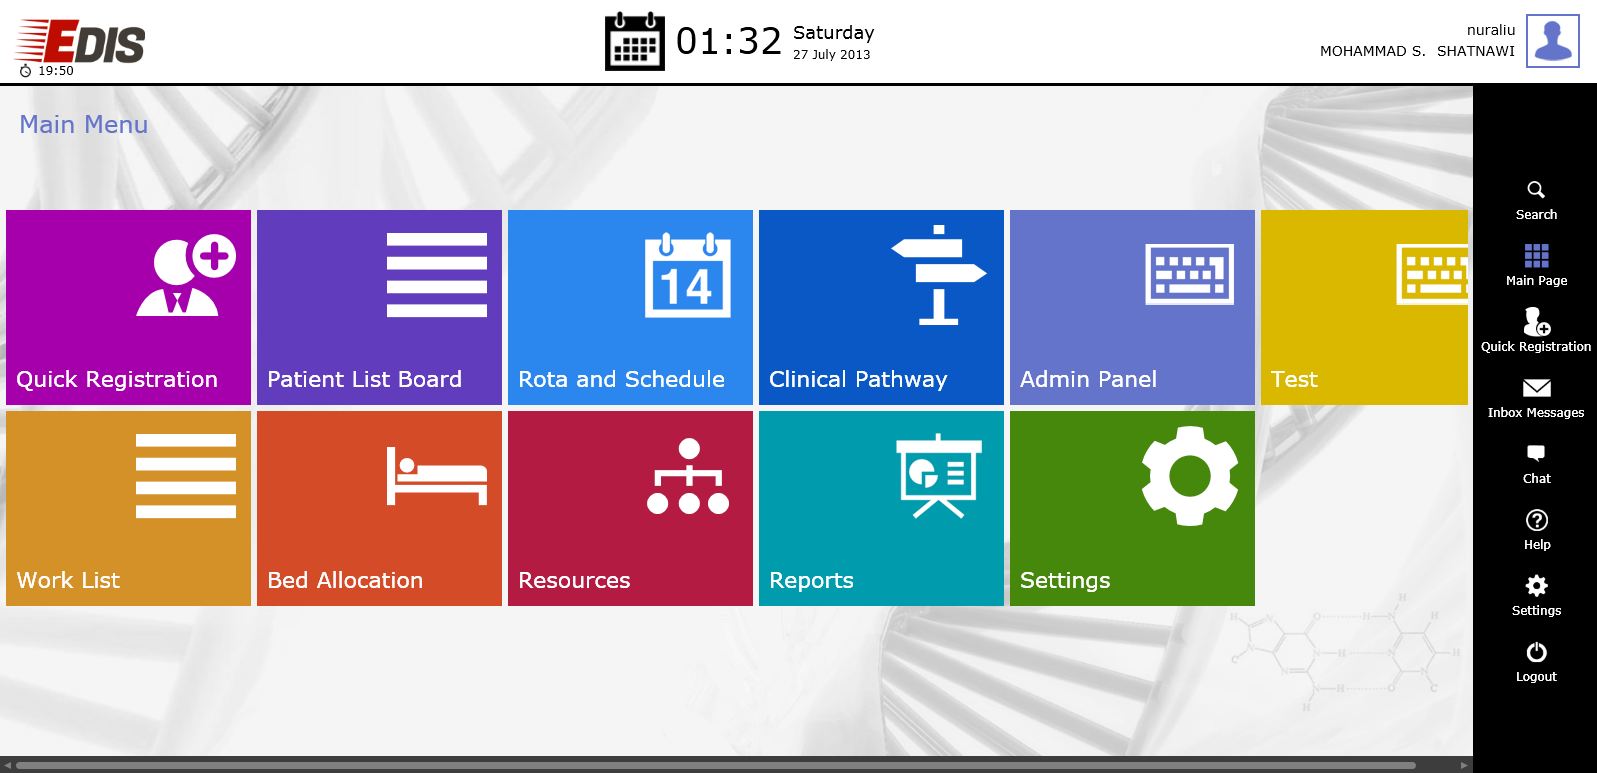 EDIS
19:50
01:32
Saturday
27 July 2013
nuraliu
MOHAMMAD S. SHATNAWI
Main Menu
Quick Registration
Patient List Board
14
Rota and Schedule
Clinical Pathway
Admin Panel
Test
Work List
Bed Allocation
Resources
Reports
Settings
Search
Main Page
Quick Registration
Inbox Messages
Chat
Help
Settings
Logout